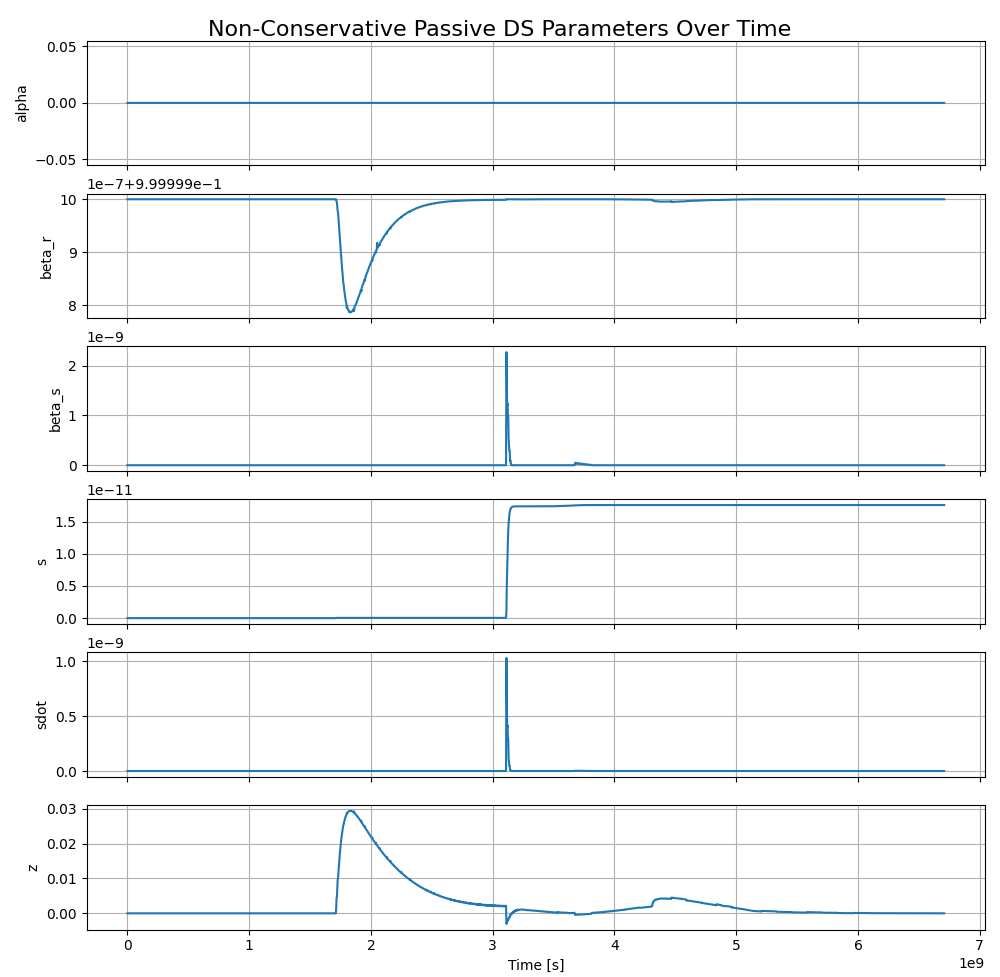 Non-Conservative Passive DS Parameters Over Time
0.05
0.00
−0.05
alpha
1e−7+9.99999e−1
10
9
8
beta_r
1e−9
2
1
0
beta_s
1e−11
1.5
1.0
0.5
0.0
s
1e−9
1.0
0.5
0.0
sdot
0.03
0.02
0.01
0.00
z
0 1 2 3 4 5 6 7
Time [s]
1e9